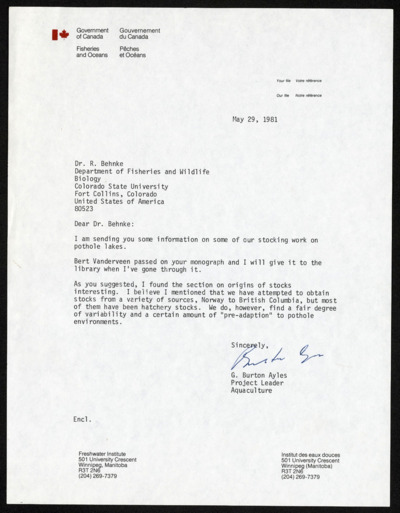 Government Gouvernement
of Canada du Canada
Fisheries Pêches
and Oceans et Océans
Your file Votre référence
Our file Notre référence
May 29, 1981
Dr. R. Behnke
Department of Fisheries and Wildlife
Biology
Colorado State University
Fort Collins, Colorado
United States of America
80523
Dear Dr. Behnke:
I am sending you some information on some of our stocking work on
pothole lakes.
Bert Vanderveen passed on your monograph and I will give it to the
library when I've gone through it.
As you suggested, I found the section on origins of stocks
interesting. I believe I mentioned that we have attempted to obtain
stocks from a variety of sources, Norway to British Columbia, but most
of them have been hatchery stocks. We do, however, find a fair degree
of variability and a certain amount of "pre-adaption" to pothole
environments.
Sincerely,
G. Burton Ayles
Project Leader
Aquaculture
Encl.
Freshwater Institute Institut des eaux douces
501 University Crescent 501 University Crescent
Winnipeg, Manitoba Winnipeg (Manitoba)
R3T 2N6 R3T 2N6
(204) 269-7379 (204) 269-7379